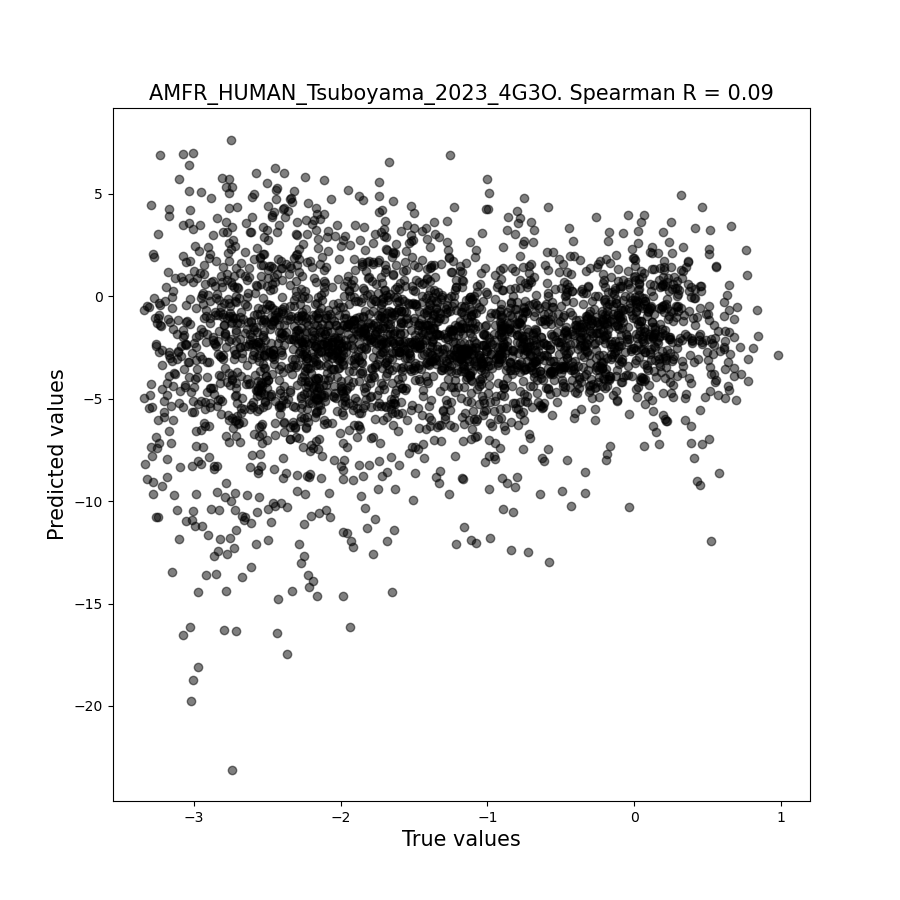 AMFR_HUMAN_Tsuboyama_2023_4G3O. Spearman R = 0.09
5
0
−5
−10
−15
−20
Predicted values
−3 −2 −1 0 1
True values